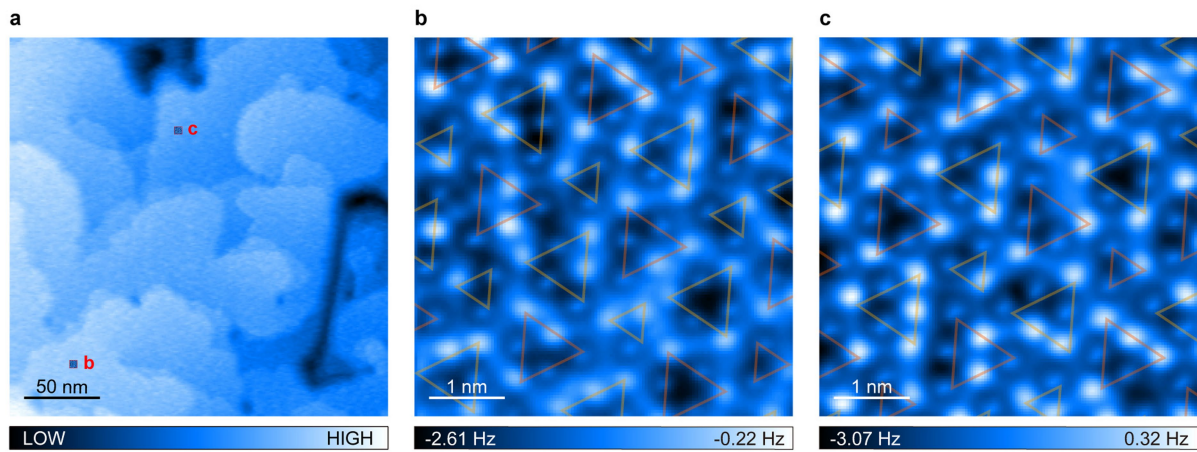 a
b
c
c
b
50 nm
1 nm
1 nm
LOW HIGH
-2.61 Hz -0.22 Hz
-3.07 Hz 0.32 Hz